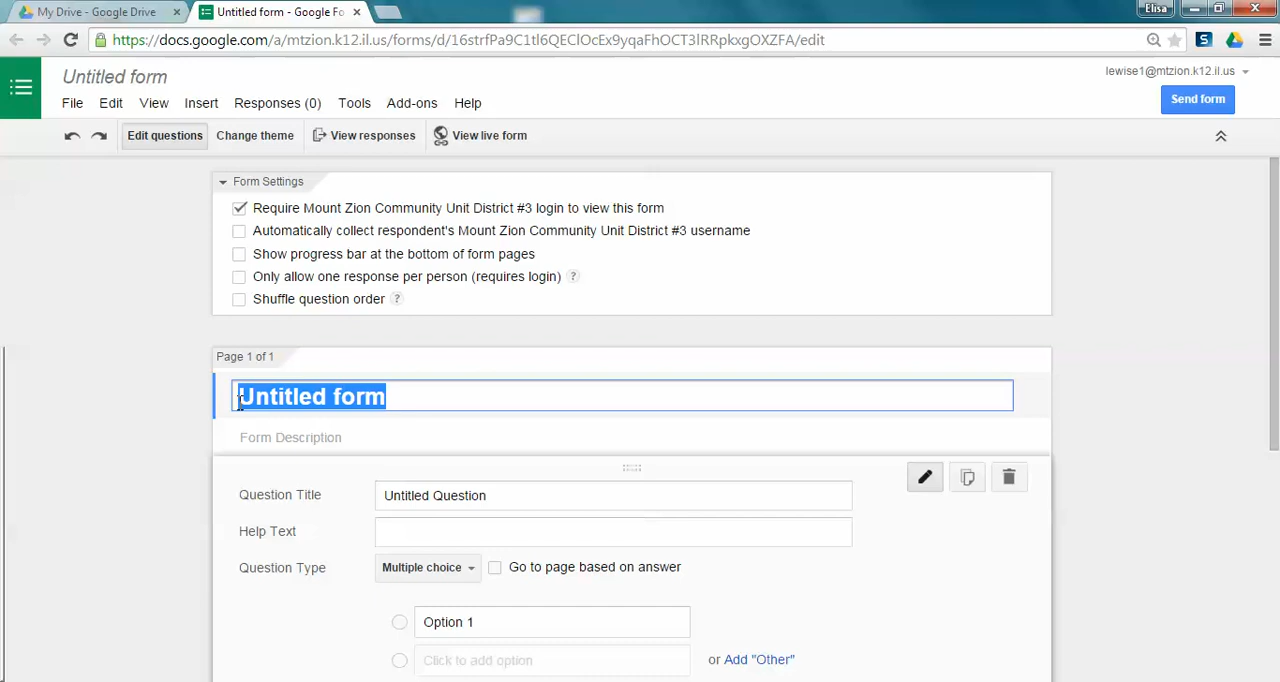 My Drive - Google Drive
Untitled form - Google Fo
Elisa
https://docs.google.com/a/mtzion.k12.il.us/forms/d/16strfPa9C1tl6QEClOcEx9yqaFhOCT3lRRpkxgOXZFA/edit
Untitled form
lewise1@mtzion.k12.il.us
File Edit View Insert Responses (0) Tools Add-ons Help
Send form
Edit questions Change theme View responses View live form
Form Settings
Require Mount Zion Community Unit District #3 login to view this form
Automatically collect respondent's Mount Zion Community Unit District #3 username
Show progress bar at the bottom of form pages
Only allow one response per person (requires login) ?
Shuffle question order ?
Page 1 of 1
Untitled form
Form Description
Question Title Untitled Question
Help Text
Question Type Multiple choice Go to page based on answer
Option 1
Click to add option or Add "Other"